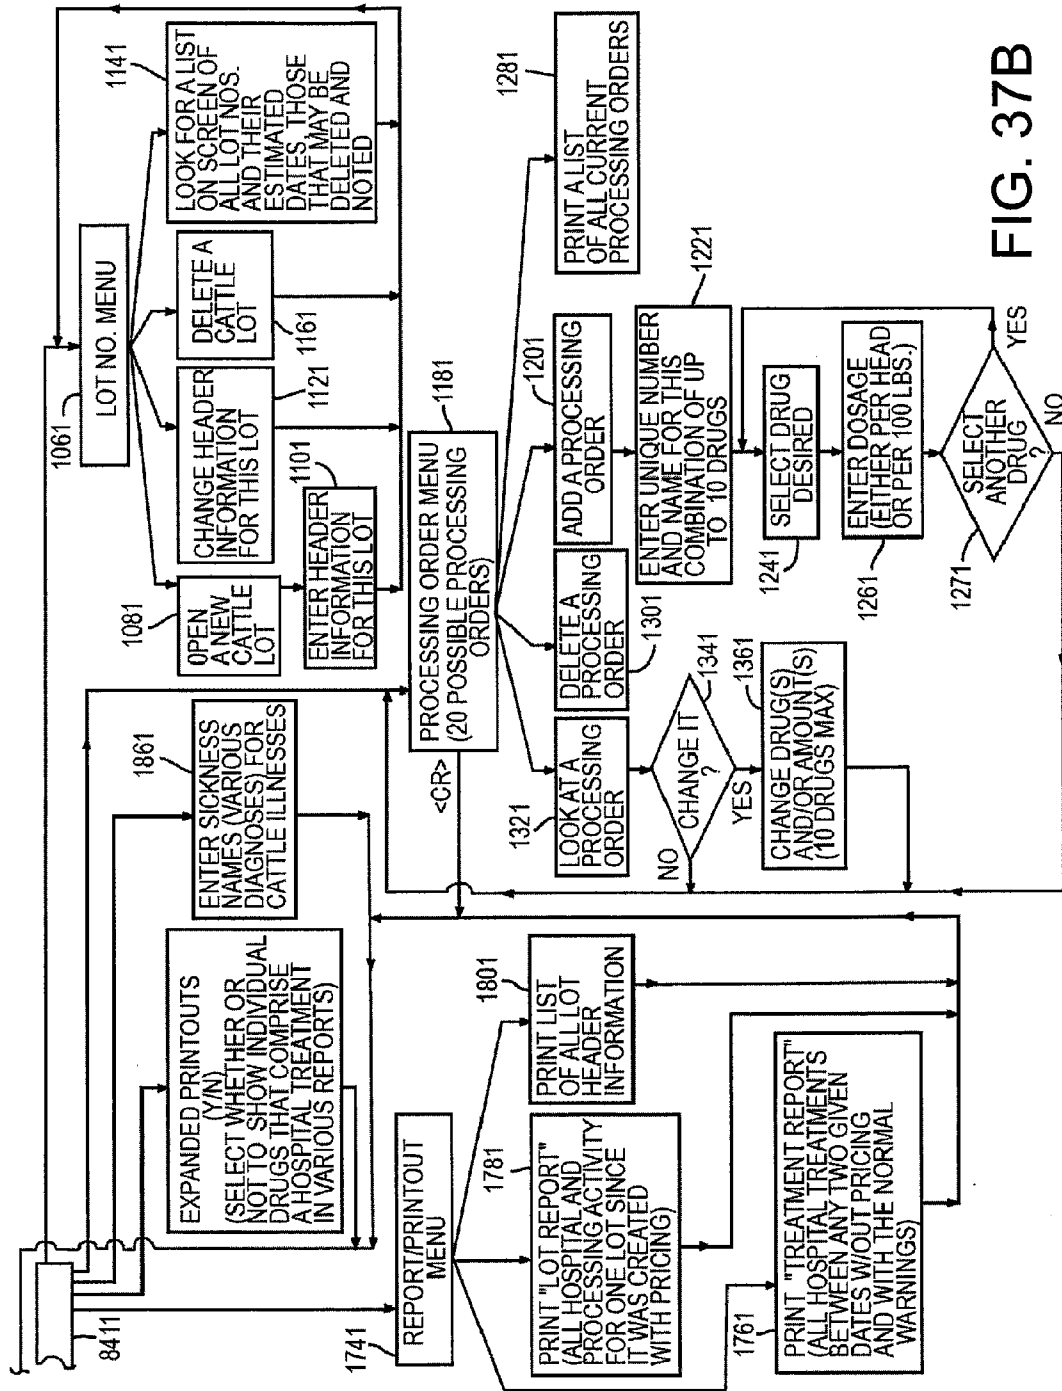 1061
LOT NO. MENU
1081
OPEN
A NEW
CATTLE
LOT
ENTER HEADER
INFORMATION
FOR THIS LOT
1101
CHANGE HEADER
INFORMATION
FOR THIS LOT
1121
DELETE A
CATTLE
LOT
1161
LOOK FOR A LIST
ON SCREEN OF
ALL LOT NOS.
AND THEIR
ESTIMATED
DATES, THOSE
THAT MAY BE
DELETED AND
NOTED
1141
8411
EXPANDED PRINTOUTS
(Y/N)
(SELECT WHETHER OR
NOT TO SHOW INDIVIDUAL
DRUGS THAT COMPRISE
A HOSPITAL TREATMENT
IN VARIOUS REPORTS)
ENTER SICKNESS
NAMES (VARIOUS
DIAGNOSES) FOR
CATTLE ILLNESSES
1861
PROCESSING ORDER MENU
(20 POSSIBLE PROCESSING
ORDERS)
1181
<CR>
1321
LOOK AT A
PROCESSING
ORDER
CHANGE IT
?
1341
NO
YES
CHANGE DRUG(S)
AND/OR AMOUNT(S)
(10 DRUGS MAX)
1361
DELETE A
PROCESSING
ORDER
1301
ADD A PROCESSING
ORDER
1201
ENTER UNIQUE NUMBER
AND NAME FOR THIS
COMBINATION OF UP
TO 10 DRUGS
1221
1241
SELECT DRUG
DESIRED
1261
ENTER DOSAGE
(EITHER PER HEAD
OR PER 100 LBS.)
1271
SELECT
ANOTHER
DRUG
?
YES
NO
PRINT A LIST
OF ALL CURRENT
PROCESSING ORDERS
1281
1741
REPORT/PRINTOUT
MENU
PRINT "LOT REPORT"
(ALL HOSPITAL AND
PROCESSING ACTIVITY
FOR ONE LOT SINCE
IT WAS CREATED
WITH PRICING)
1781
PRINT LIST
OF ALL LOT
HEADER
INFORMATION
1801
1761
PRINT "TREATMENT REPORT"
(ALL HOSPITAL TREATMENTS
BETWEEN ANY TWO GIVEN
DATES WITHOUT PRICING
AND WITH THE NORMAL
WARNINGS)
FIG. 37B